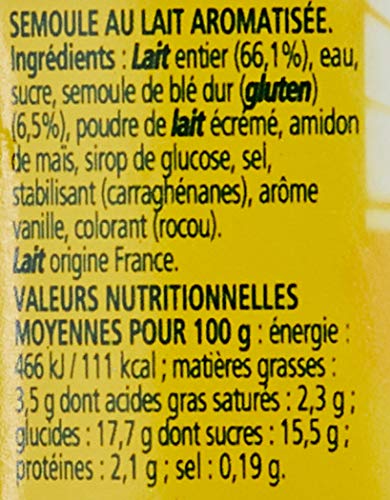 SEMOULE AU LAIT AROMATISÉE.
Ingrédients : Lait entier (66,1%), eau,
sucre, semoule de blé dur (gluten)
(6,5%), poudre de lait écrémé, amidon
de maïs, sirop de glucose, sel,
stabilisant (carraghénanes), arôme
vanille, colorant (rocou).
Lait origine France.
VALEURS NUTRITIONNELLES
MOYENNES POUR 100 g : énergie :
466 kJ / 111 kcal ; matières grasses :
3,5 g dont acides gras saturés : 2,3 g ;
glucides : 17,7 g dont sucres : 15,5 g ;
protéines : 2,1 g ; sel : 0,19 g.